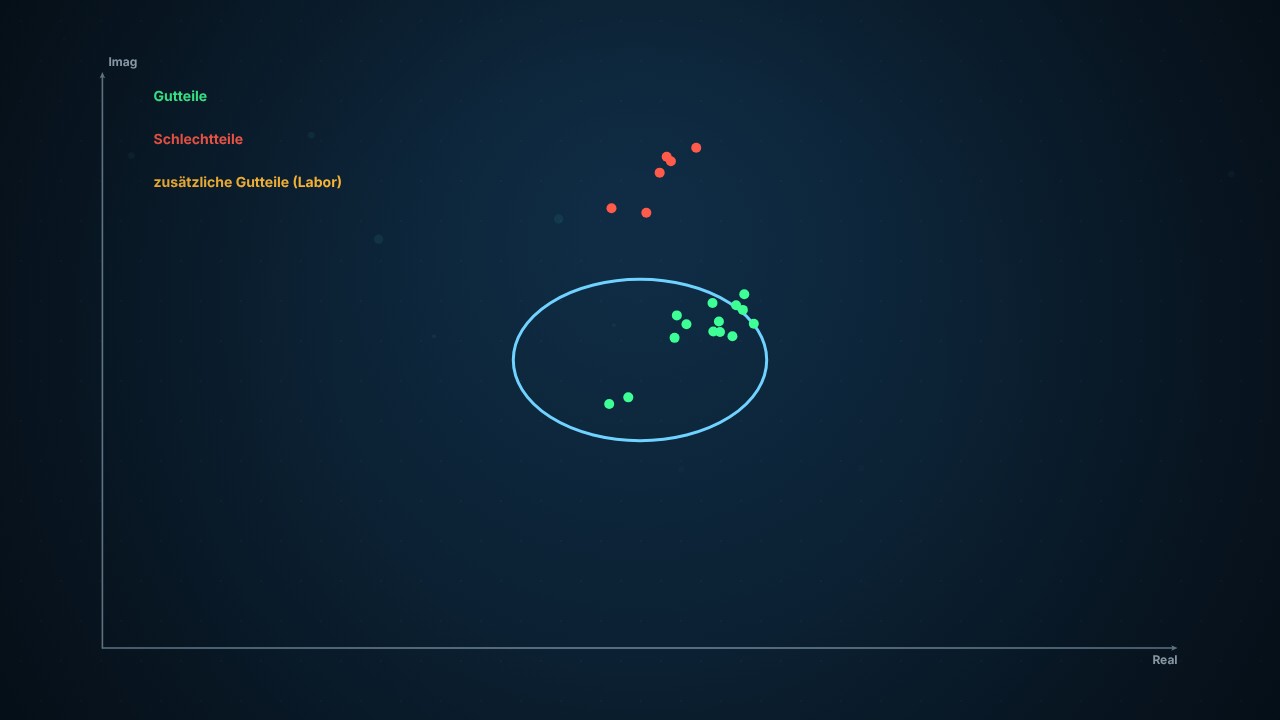 Imag
Gutteile
Schlechtteile
zusätzliche Gutteile (Labor)
Real